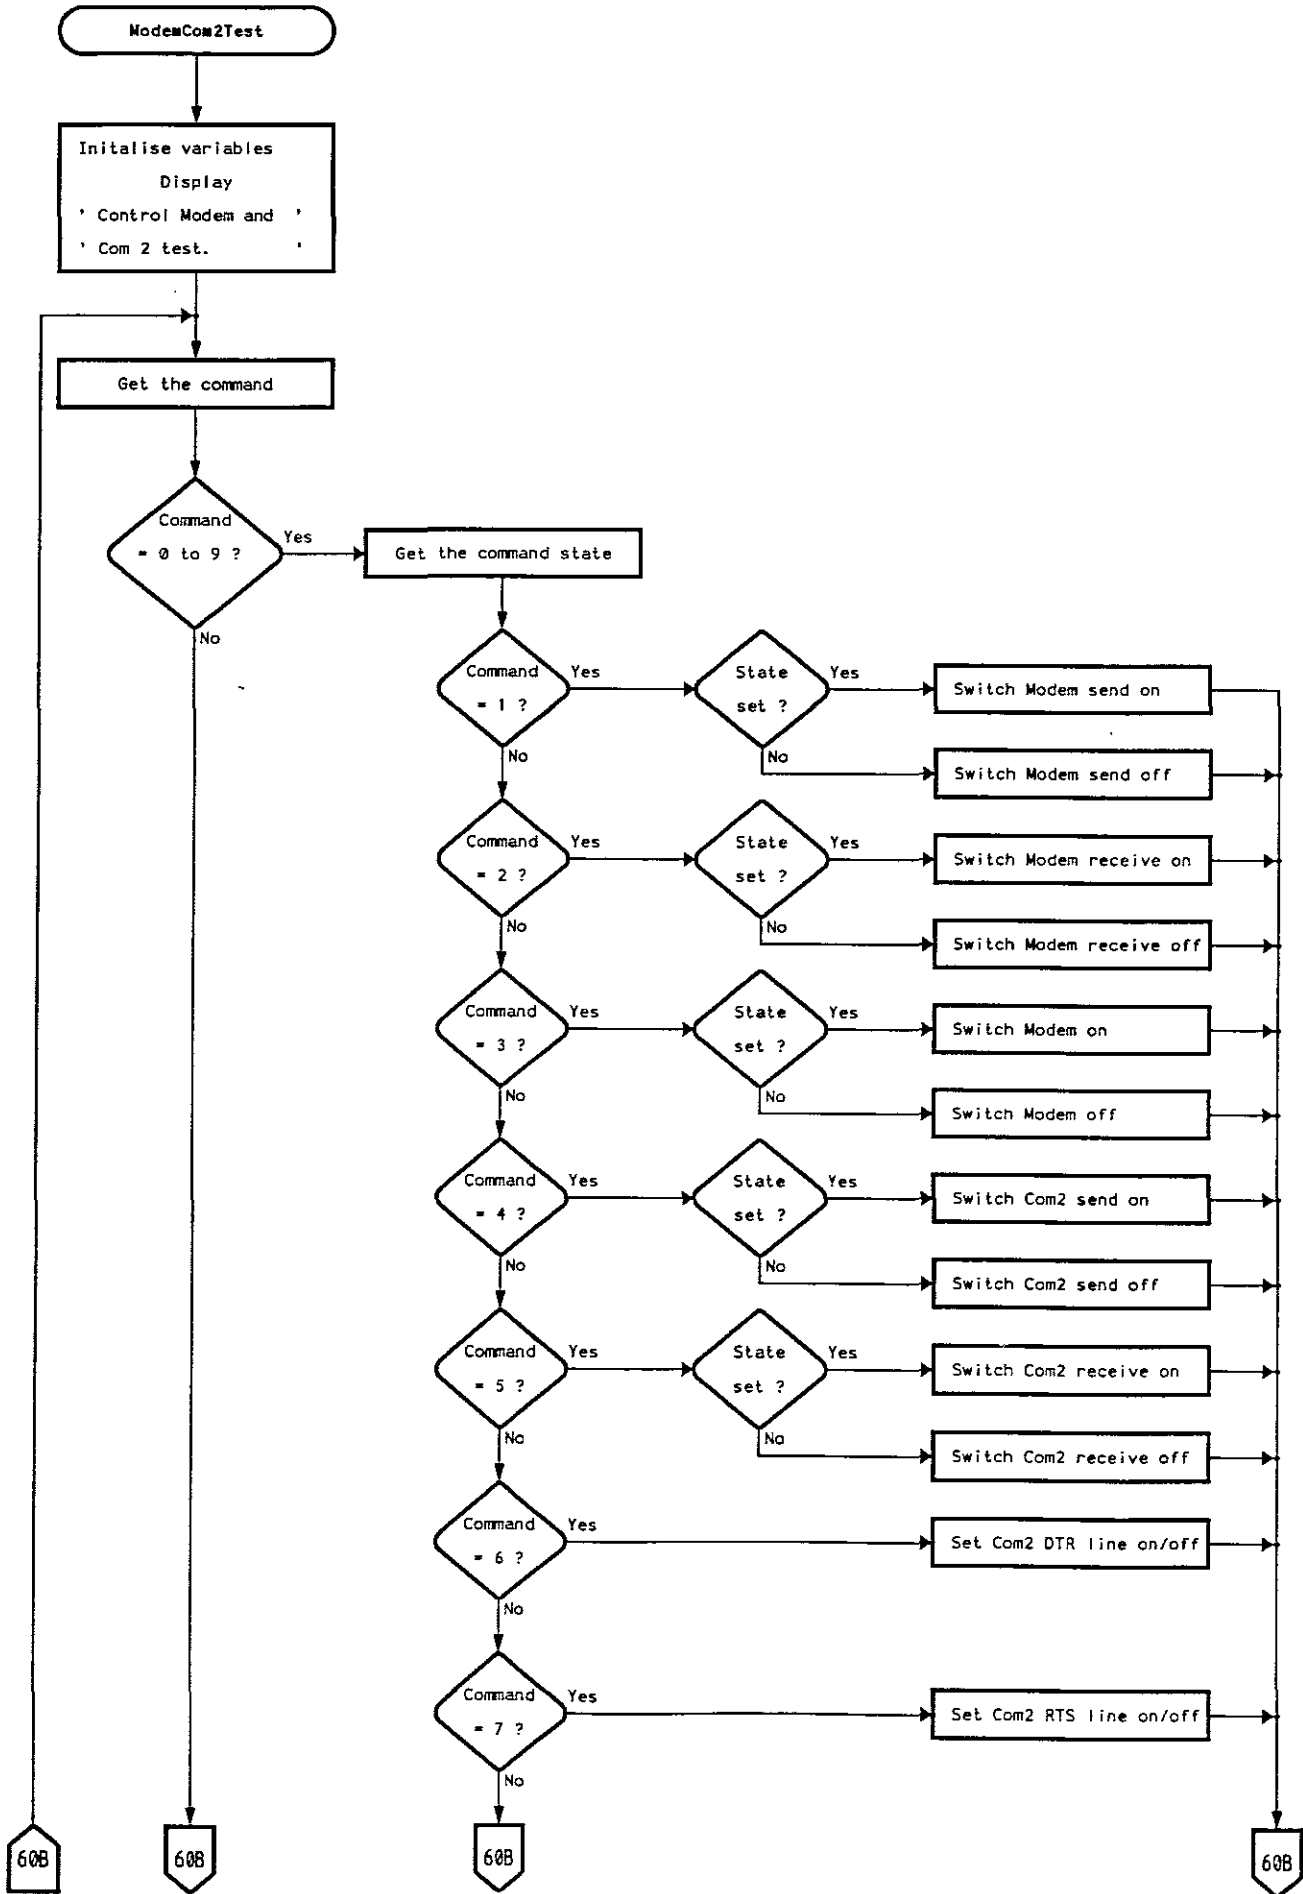 ModemCom2Test
Initalise variables
Display
' Control Modem and '
' Com 2 test. '
Get the command
Command
= 0 to 9 ?
Yes
No
Get the command state
Command
= 1 ?
Yes
No
State
set ?
Yes
No
Switch Modem send on
Switch Modem send off
Command
= 2 ?
Yes
No
State
set ?
Yes
No
Switch Modem receive on
Switch Modem receive off
Command
= 3 ?
Yes
No
State
set ?
Yes
No
Switch Modem on
Switch Modem off
Command
= 4 ?
Yes
No
State
set ?
Yes
No
Switch Com2 send on
Switch Com2 send off
Command
= 5 ?
Yes
No
State
set ?
Yes
No
Switch Com2 receive on
Switch Com2 receive off
Command
= 6 ?
Yes
No
Set Com2 DTR line on/off
Command
= 7 ?
Yes
No
Set Com2 RTS line on/off
60B
60B
60B
60B